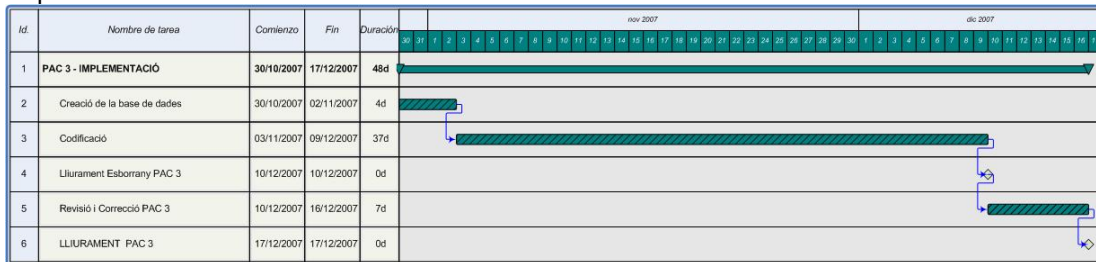 nov 2007 dic 2007
Id. Nombre de tarea Comienzo Fin Duración
30 31 1 2 3 4 5 6 7 8 9 10 11 12 13 14 15 16 17 18 19 20 21 22 23 24 25 26 27 28 29 30 1 2 3 4 5 6 7 8 9 10 11 12 13 14 15 16
1 PAC 3 - IMPLEMENTACIÓ 30/10/2007 17/12/2007 48d
2 Creació de la base de dades 30/10/2007 02/11/2007 4d
3 Codificació 03/11/2007 09/12/2007 37d
4 Lliurament Esborrany PAC 3 10/12/2007 10/12/2007 0d
5 Revisió i Correcció PAC 3 10/12/2007 16/12/2007 7d
6 LLIURAMENT PAC 3 17/12/2007 17/12/2007 0d